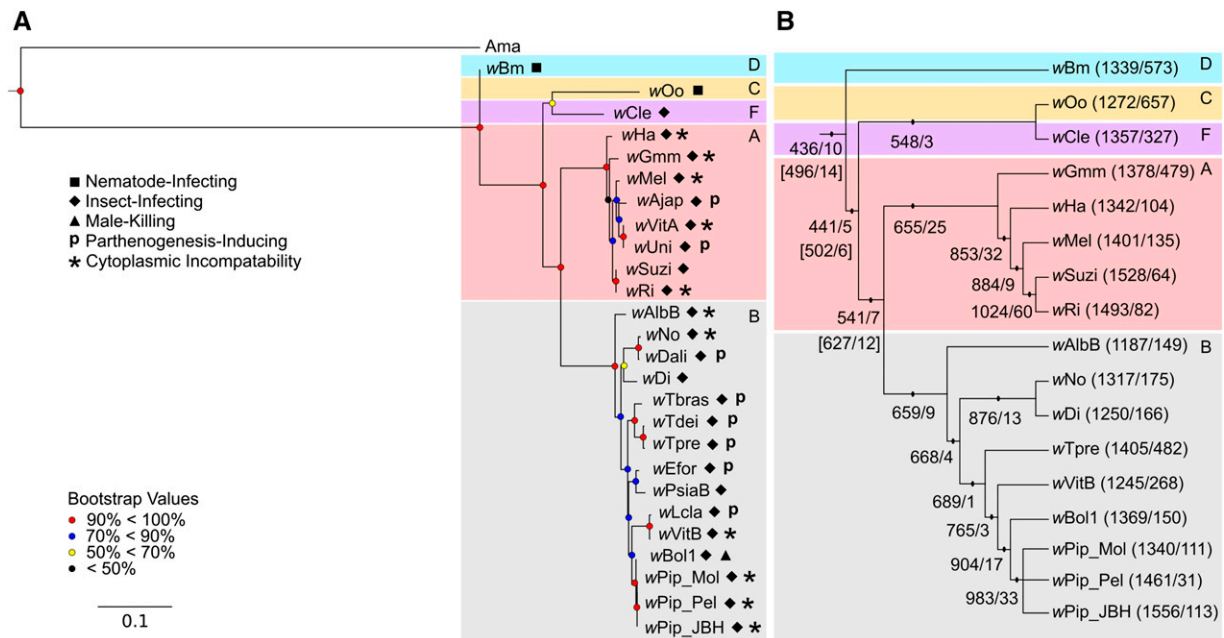 A
Ama
wBm ■ D
wOo ■ C
wCle ◆ F
wHa ◆ * A
wGmm ◆ *
wMel ◆ *
wAjap ◆ p
wVitA ◆ *
wUni ◆ p
wSuzi ◆
wRi ◆ *
wAlbB ◆ * B
wNo ◆ *
wDali ◆ p
wDi ◆
wTbras ◆ p
wTdei ◆ p
wTpre ◆ p
wEfor ◆ p
wPsiaB ◆
wLcla ◆ p
wVitB ◆ *
wBol1 ◆ ▲
wPip_Mol ◆ *
wPip_Pel ◆ *
wPip_JBH ◆ *
■ Nematode-Infecting
◆ Insect-Infecting
▲ Male-Killing
p Parthenogenesis-Inducing
* Cytoplasmic Incompatability
Bootstrap Values
90% < 100%
70% < 90%
50% < 70%
< 50%
0.1
B
wBm (1339/573) D
wOo (1272/657) C
wCle (1357/327) F
wGmm (1378/479) A
wHa (1342/104)
wMel (1401/135)
wSuzi (1528/64)
wRi (1493/82)
wAlbB (1187/149) B
wNo (1317/175)
wDi (1250/166)
wTpre (1405/482)
wVitB (1245/268)
wBol1 (1369/150)
wPip_Mol (1340/111)
wPip_Pel (1461/31)
wPip_JBH (1556/113)
436/10
[496/14]
548/3
441/5
[502/6]
655/25
853/32
884/9
1024/60
541/7
[627/12]
659/9
876/13
668/4
689/1
765/3
904/17
983/33